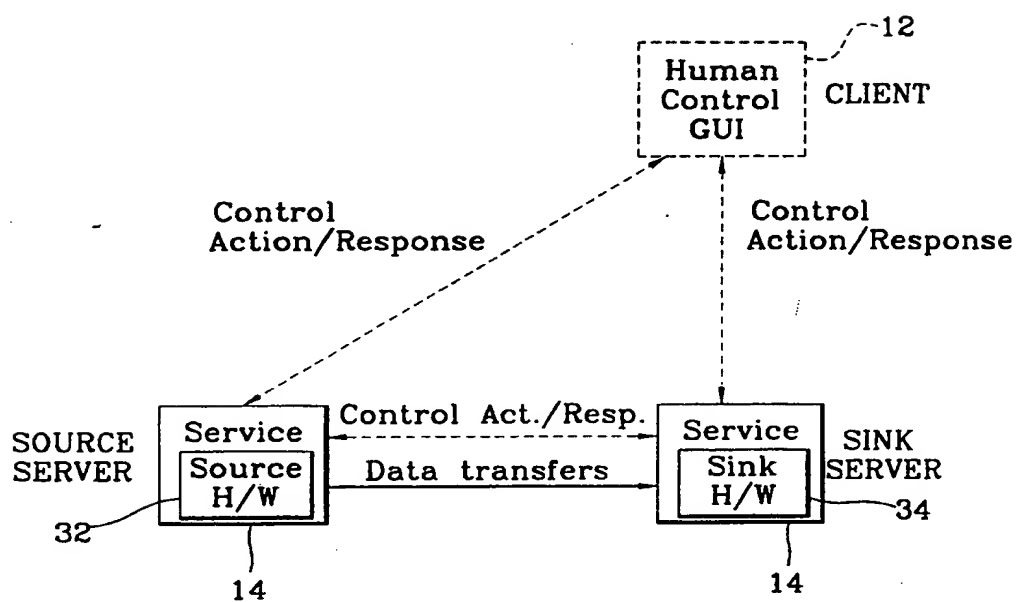 12
Human
Control
GUI
CLIENT
Control
Action/Response
Control
Action/Response
SOURCE
SERVER
Service
Source
H/W
32
14
Control Act./Resp.
Data transfers
Service
Sink
H/W
SINK
SERVER
34
14